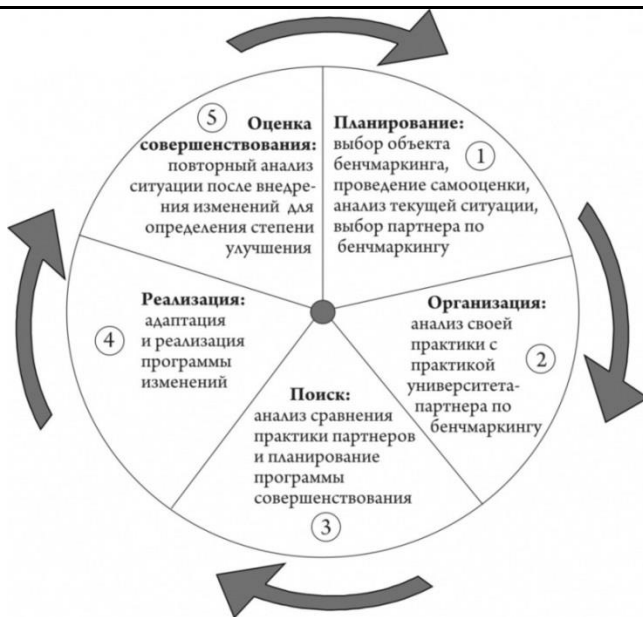 1
Планирование:
выбор объекта
бенчмаркинга,
проведение самооценки,
анализ текущей ситуации,
выбор партнера по
бенчмаркингу
2
Организация:
анализ своей
практики с
практикой
университета-
партнера по
бенчмаркингу
3
Поиск:
анализ сравнения
практики партнеров
и планирование
программы
совершенствования
4
Реализация:
адаптация
и реализация
программы
изменений
5
Оценка
совершенствования:
повторный анализ
ситуации после внедре-
ния изменений для
определения степени
улучшения